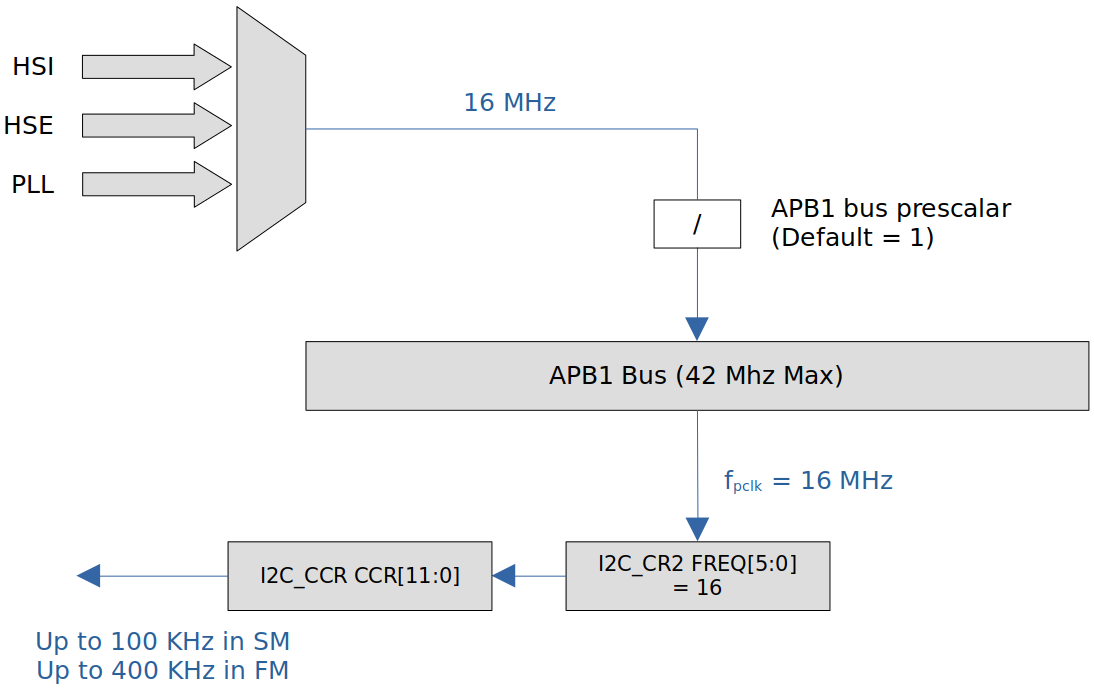 HSI
HSE
PLL
16 MHz
/
APB1 bus prescalar
(Default = 1)
APB1 Bus (42 Mhz Max)
fpclk = 16 MHz
I2C_CR2 FREQ[5:0]
= 16
I2C_CCR CCR[11:0]
Up to 100 KHz in SM
Up to 400 KHz in FM